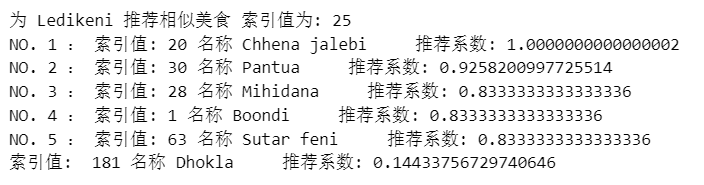 为 Ledikeni 推荐相似美食 索引值为: 25
NO. 1 : 索引值: 20 名称 Chhena jalebi 推荐系数: 1.0000000000000002
NO. 2 : 索引值: 30 名称 Pantua 推荐系数: 0.9258200997725514
NO. 3 : 索引值: 28 名称 Mihidana 推荐系数: 0.8333333333333336
NO. 4 : 索引值: 1 名称 Boondi 推荐系数: 0.8333333333333336
NO. 5 : 索引值: 63 名称 Sutar feni 推荐系数: 0.8333333333333336
索引值: 181 名称 Dhokla 推荐系数: 0.14433756729740646